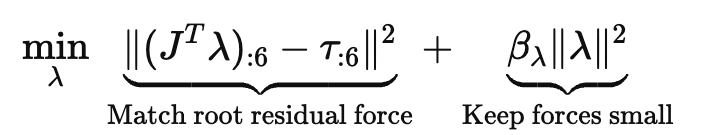 min_λ ‖(J^T λ)_{:6} − τ_{:6}‖² + β_λ‖λ‖²
Match root residual force Keep forces small